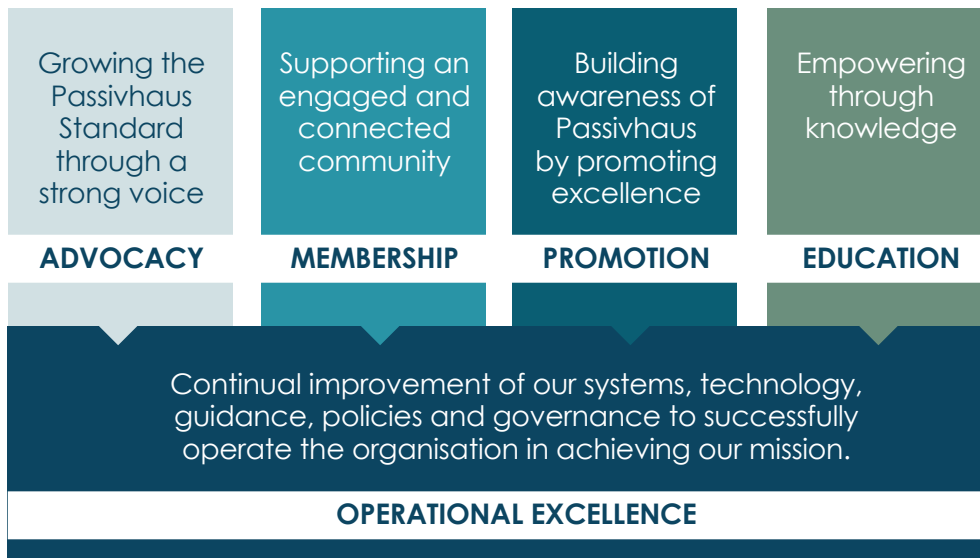 Growing the
Passivhaus
Standard
through a
strong voice
ADVOCACY
Supporting an
engaged and
connected
community
MEMBERSHIP
Building
awareness of
Passivhaus
by promoting
excellence
PROMOTION
Empowering
through
knowledge
EDUCATION
Continual improvement of our systems, technology,
guidance, policies and governance to successfully
operate the organisation in achieving our mission.
OPERATIONAL EXCELLENCE